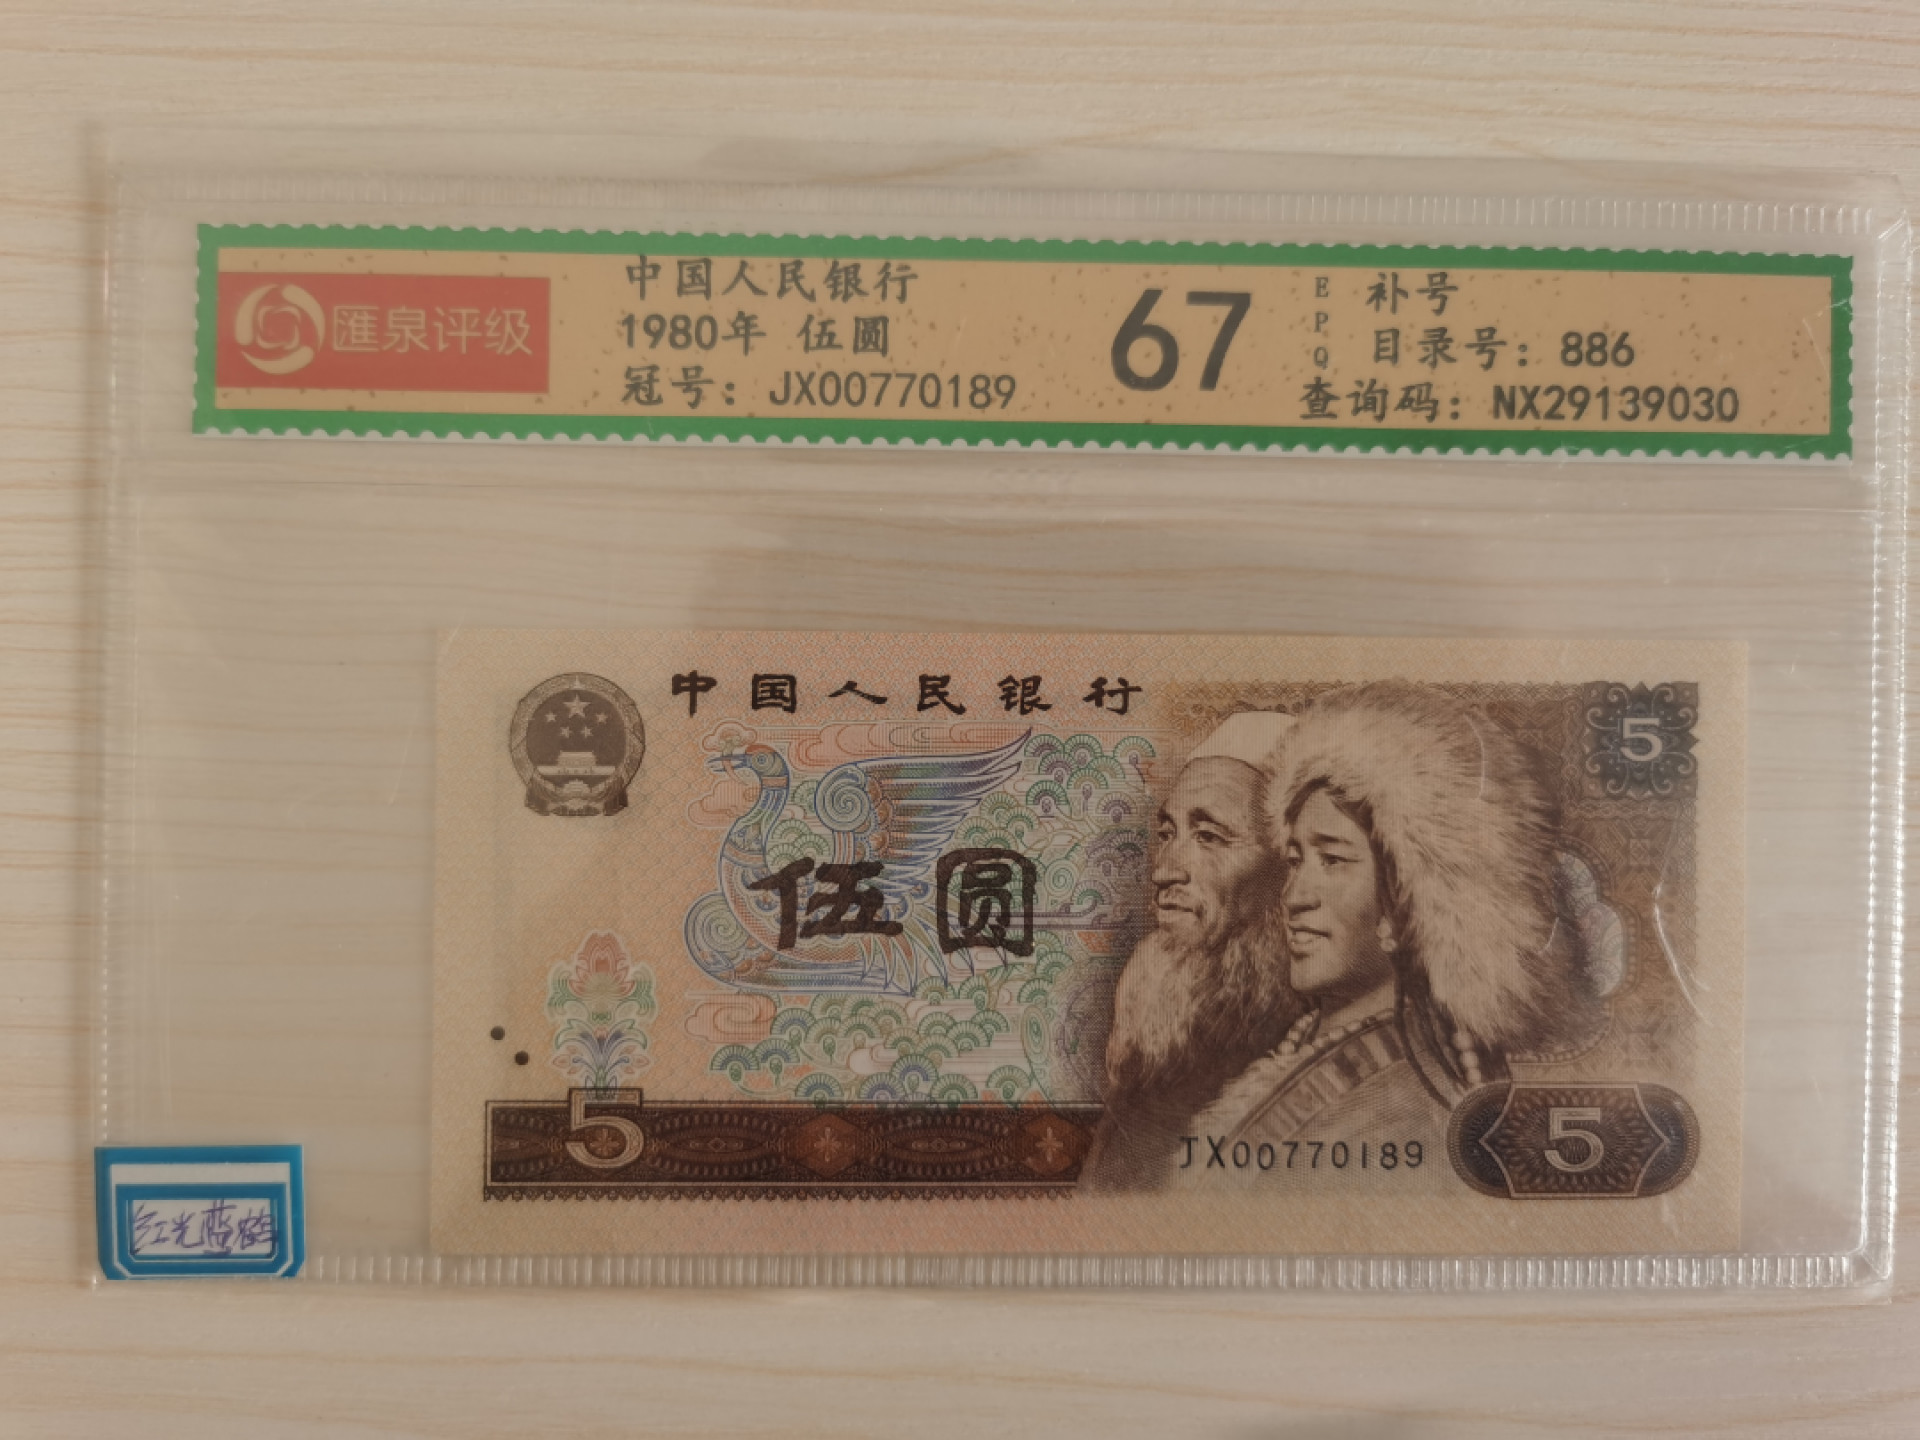 匯泉评级
中国人民银行
1980年 伍圆
冠号：JX00770189
67
EPQ
补号
目录号：886
查询码：NX29139030
中国人民银行
5
伍圆
5
JX00770189
5
红光蓝鹤